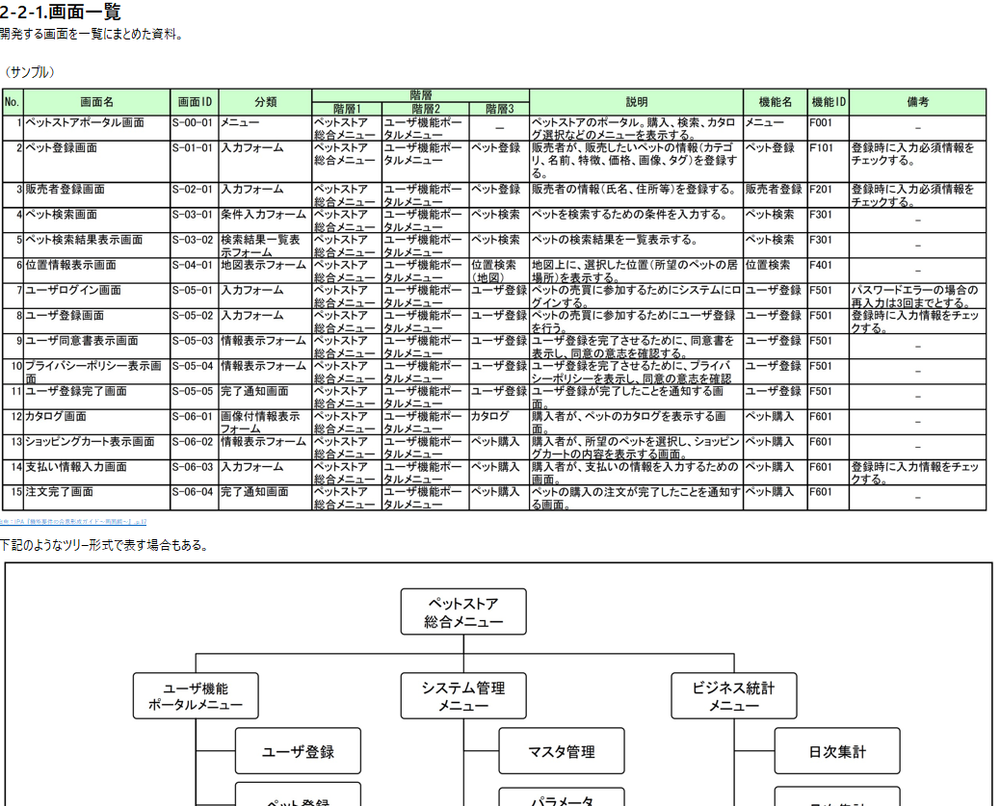 2-2-1.画面一覧
開発する画面を一覧にまとめた資料。
（サンプル）
No. 画面名 画面ID 分類 階層 説明 機能名 機能ID 備考
階層1 階層2 階層3
1 ペットストアポータル画面 S-00-01 メニュー ペットストア総合メニュー ユーザ機能ポータルメニュー － ペットストアのポータル。購入、検索、カタログ選択などのメニューを表示する。 メニュー F001 －
2 ペット登録画面 S-01-01 入力フォーム ペットストア総合メニュー ユーザ機能ポータルメニュー ペット登録 販売者が、販売したいペットの情報（カテゴリ、名前、特徴、価格、画像、タグ）を登録する。 ペット登録 F101 登録時に入力必須情報をチェックする。
3 販売者登録画面 S-02-01 入力フォーム ペットストア総合メニュー ユーザ機能ポータルメニュー ペット登録 販売者の情報（氏名、住所等）を登録する。 販売者登録 F201 登録時に入力必須情報をチェックする。
4 ペット検索画面 S-03-01 条件入力フォーム ペットストア総合メニュー ユーザ機能ポータルメニュー ペット検索 ペットを検索するための条件を入力する。 ペット検索 F301 －
5 ペット検索結果表示画面 S-03-02 検索結果一覧表示フォーム ペットストア総合メニュー ユーザ機能ポータルメニュー ペット検索 ペットの検索結果を一覧表示する。 ペット検索 F301 －
6 位置情報表示画面 S-04-01 地図表示フォーム ペットストア総合メニュー ユーザ機能ポータルメニュー 位置検索（地図） 地図上に、選択した位置（所望のペットの居場所）を表示する。 位置検索 F401 －
7 ユーザログイン画面 S-05-01 入力フォーム ペットストア総合メニュー ユーザ機能ポータルメニュー ユーザ登録 ペットの売買に参加するためにシステムにログインする。 ユーザ登録 F501 パスワードエラーの場合の再入力は3回までとする。
8 ユーザ登録画面 S-05-02 入力フォーム ペットストア総合メニュー ユーザ機能ポータルメニュー ユーザ登録 ペットの売買に参加するためにユーザ登録を行う。 ユーザ登録 F501 登録時に入力情報をチェックする。
9 ユーザ同意書表示画面 S-05-03 情報表示フォーム ペットストア総合メニュー ユーザ機能ポータルメニュー ユーザ登録 ユーザ登録を完了させるために、同意書を表示し、同意の意志を確認する。 ユーザ登録 F501 －
10 プライバシーポリシー表示画面 S-05-04 情報表示フォーム ペットストア総合メニュー ユーザ機能ポータルメニュー ユーザ登録 ユーザ登録を完了させるために、プライバシーポリシーを表示し、同意の意志を確認 ユーザ登録 F501 －
11 ユーザ登録完了画面 S-05-05 完了通知画面 ペットストア総合メニュー ユーザ機能ポータルメニュー ユーザ登録 ユーザ登録が完了したことを通知する画面。 ユーザ登録 F501 －
12 カタログ画面 S-06-01 画像付情報表示フォーム ペットストア総合メニュー ユーザ機能ポータルメニュー カタログ 購入者が、ペットのカタログを表示する画面。 ペット購入 F601 －
13 ショッピングカート表示画面 S-06-02 情報表示フォーム ペットストア総合メニュー ユーザ機能ポータルメニュー ペット購入 購入者が、所望のペットを選択し、ショッピングカートの内容を表示する画面。 ペット購入 F601 －
14 支払い情報入力画面 S-06-03 入力フォーム ペットストア総合メニュー ユーザ機能ポータルメニュー ペット購入 購入者が、支払いの情報を入力するための画面。 ペット購入 F601 登録時に入力情報をチェックする。
15 注文完了画面 S-06-04 完了通知画面 ペットストア総合メニュー ユーザ機能ポータルメニュー ペット購入 ペットの購入の注文が完了したことを通知する画面。 ペット購入 F601 －
下記のようなツリー形式で表す場合もある。
ペットストア
総合メニュー
ユーザ機能
ポータルメニュー
システム管理
メニュー
ビジネス統計
メニュー
ユーザ登録
マスタ管理
日次集計
ペット登録
パラメータ